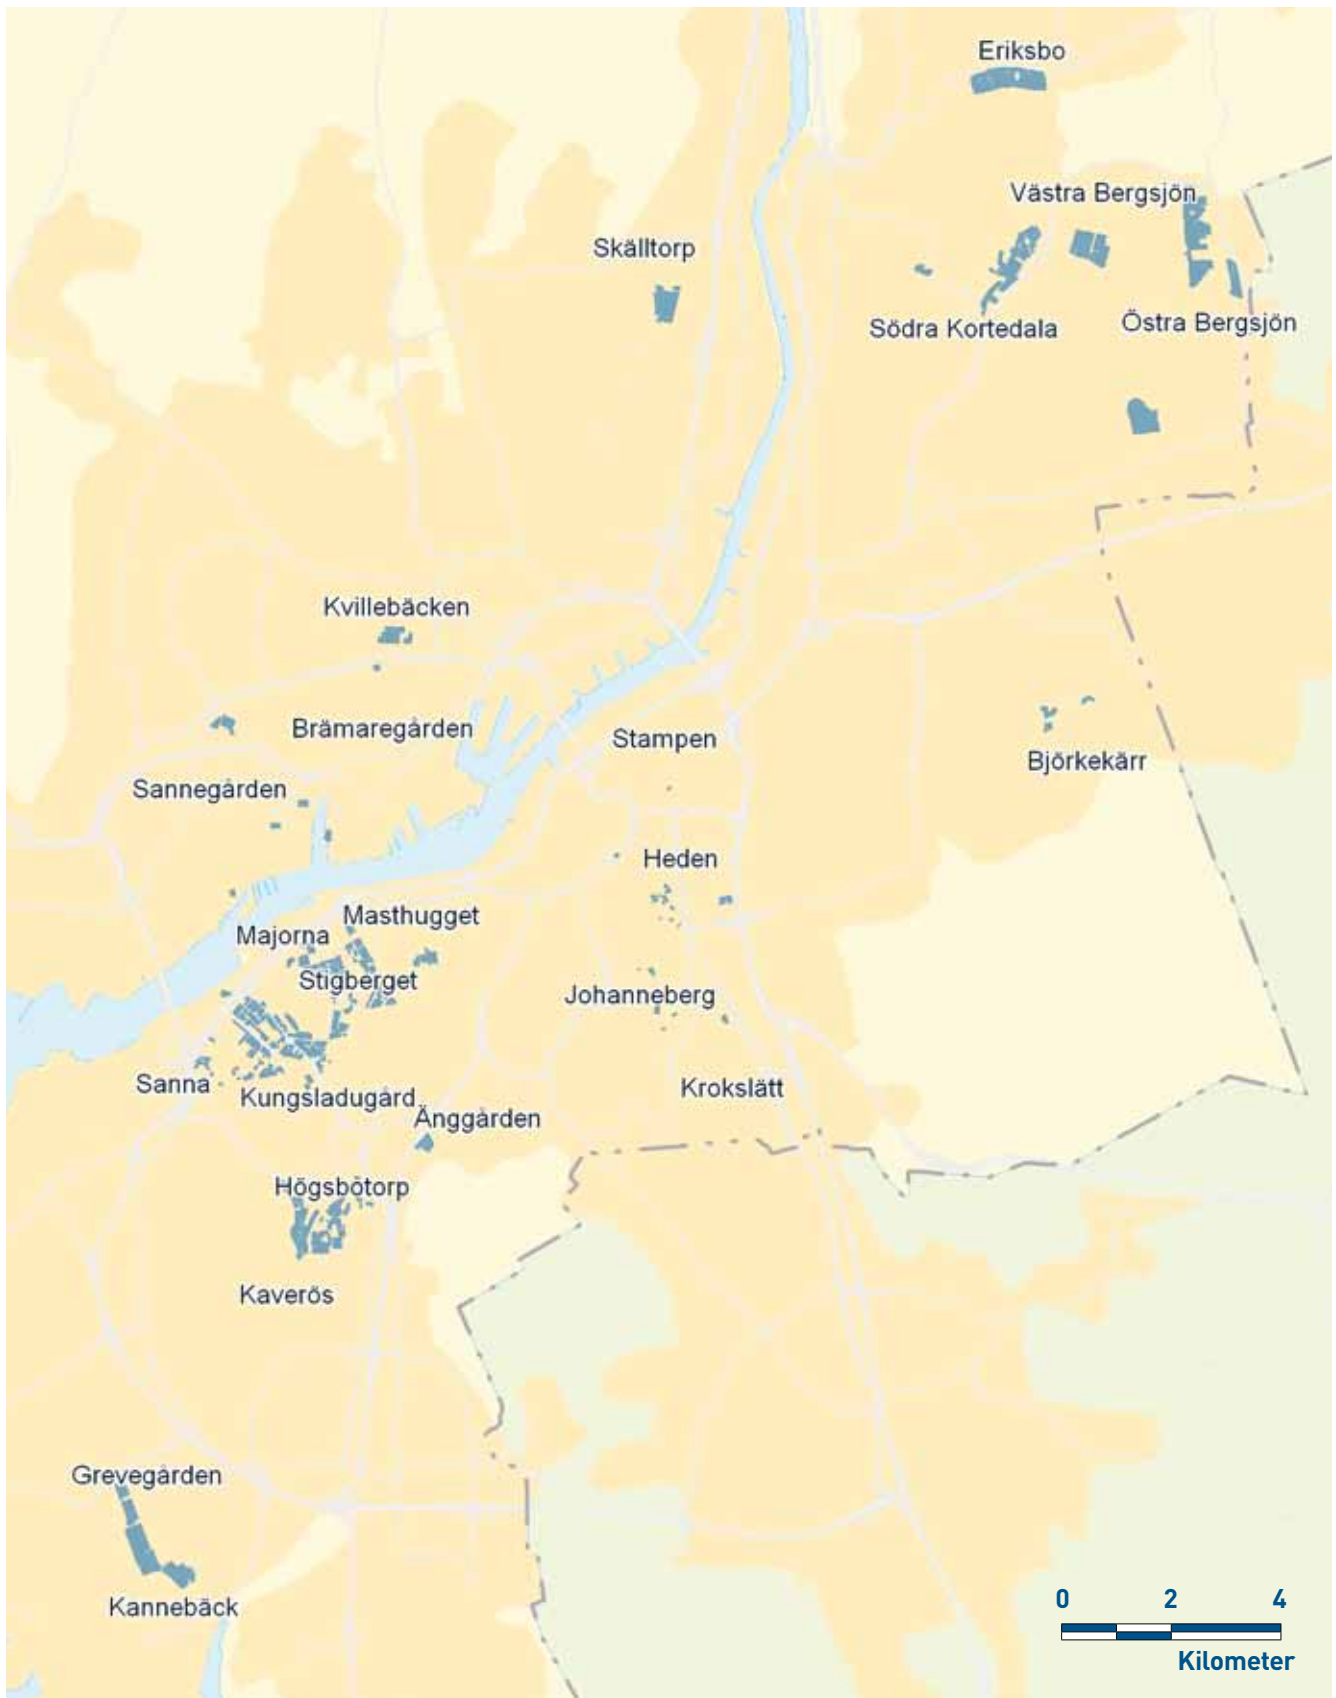 Eriksbo
Västra Bergsjön
Skälltorp
Södra Kortedala
Östra Bergsjön
Kvillebäcken
Brämaregården
Stampen
Björkekärr
Sannegården
Heden
Masthugget
Majorna
Stigberget
Johanneberg
Sanna
Kungsladugård
Krokslätt
Änggården
Högsbotorp
Kaverös
Grevegården
Kannebäck
0 2 4
Kilometer